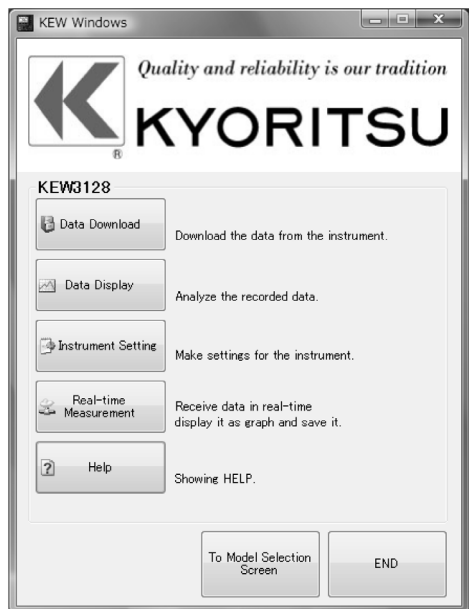 KEW Windows
Quality and reliability is our tradition
KYORITSU
®
KEW3128
Data Download
Download the data from the instrument.
Data Display
Analyze the recorded data.
Instrument Setting
Make settings for the instrument.
Real-time
Measurement
Receive data in real-time
display it as graph and save it.
Help
Showing HELP.
To Model Selection
Screen
END